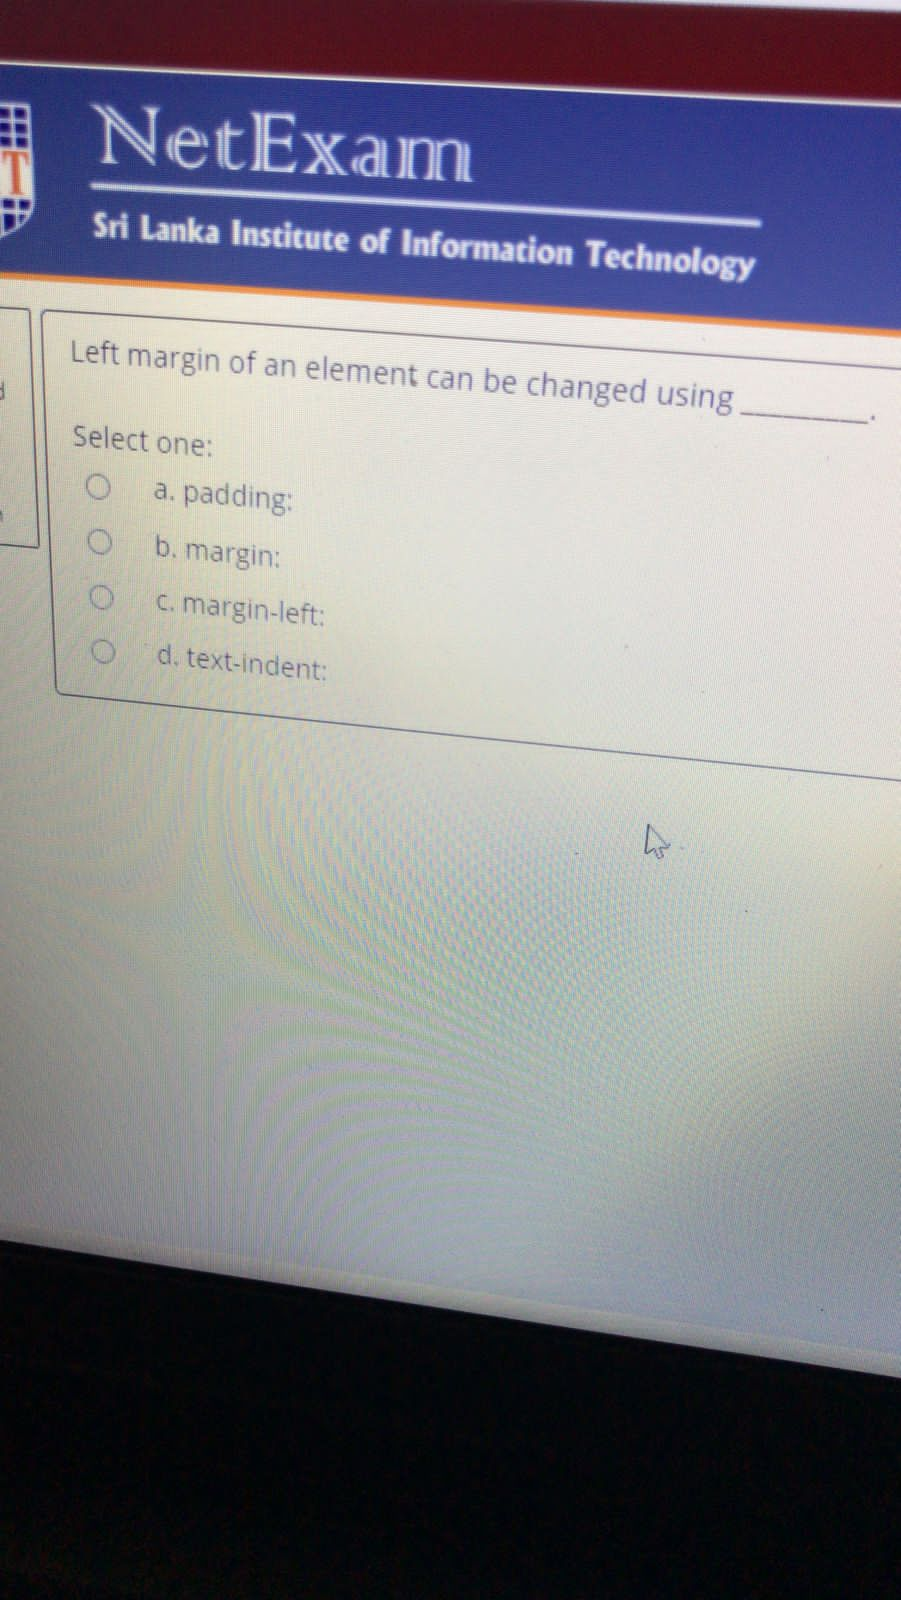 T
NetExam
Sri Lanka Institute of Information Technology
Left margin of an element can be changed using ________.
Select one:
a. padding:
b. margin:
c. margin-left:
d. text-indent: